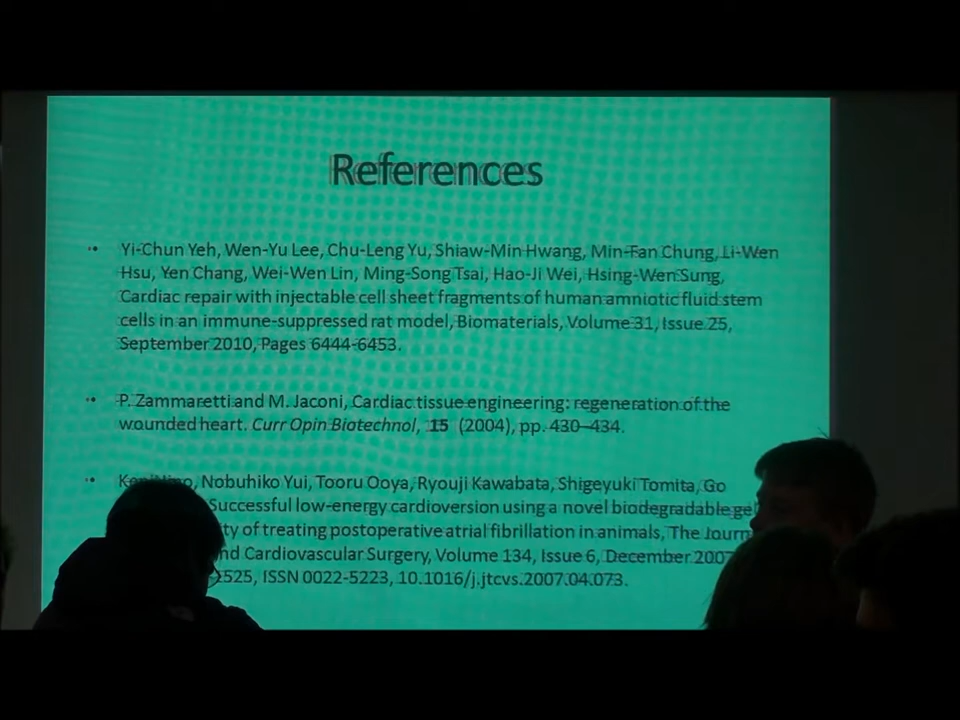 References
Yi-Chun Yeh, Wen-Yu Lee, Chu-Leng Yu, Shiaw-Min Hwang, Min-Fan Chung, Li-Wen
Hsu, Yen Chang, Wei-Wen Lin, Ming-Song Tsai, Hao-Ji Wei, Hsing-Wen Sung,
Cardiac repair with injectable cell sheet fragments of human amniotic fluid stem
cells in an immune-suppressed rat model, Biomaterials, Volume 31, Issue 25,
September 2010, Pages 6444-6453.
P. Zammaretti and M. Jaconi, Cardiac tissue engineering: regeneration of the
wounded heart. Curr Opin Biotechnol, 15 (2004), pp. 430–434.
Nobuhiko Yui, Tooru Ooya, Ryouji Kawabata, Shigeyuki Tomita, Go
Successful low-energy cardioversion using a novel biodegradable gel
of treating postoperative atrial fibrillation in animals, The
Cardiovascular Surgery, Volume 134, Issue 6, December 2007
1525, ISSN 0022-5223, 10.1016/j.jtcvs.2007.04.073.